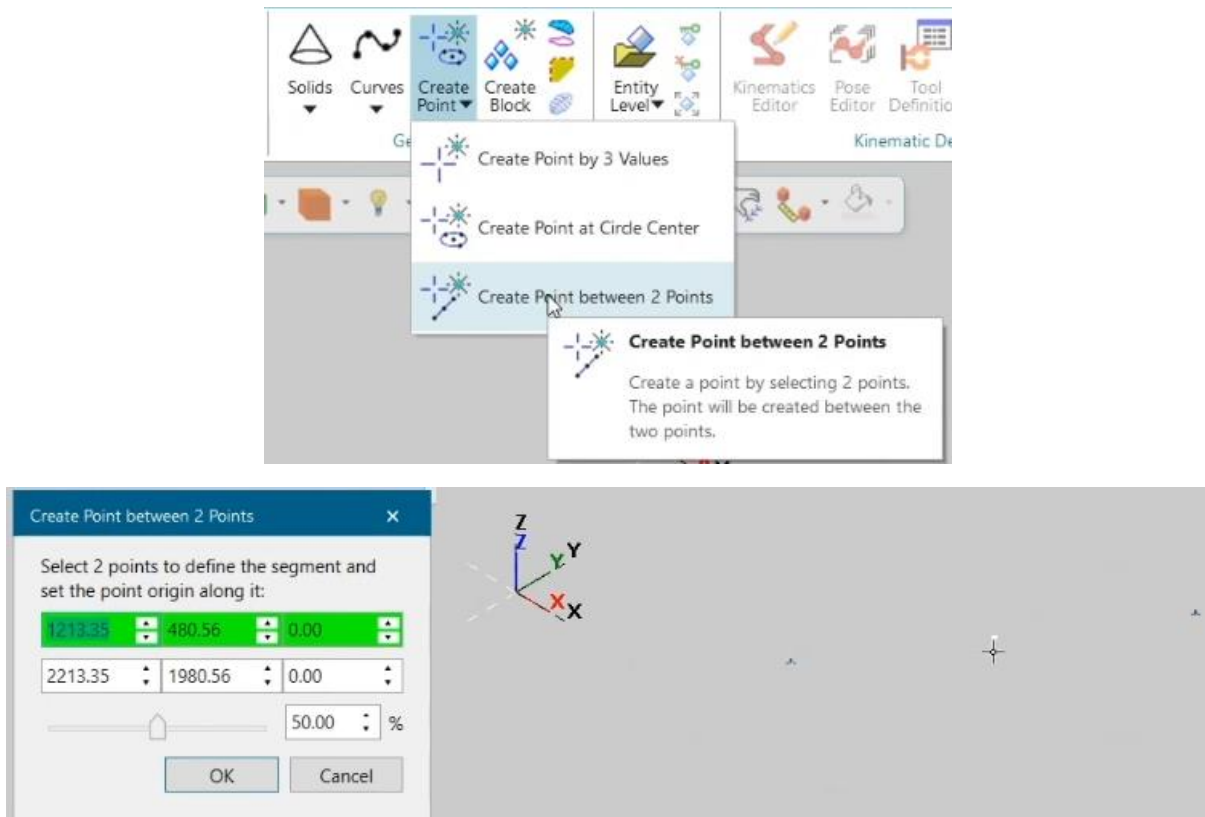 Solids Curves Create Create Entity Kinematics Pose Tool
Point Block Level Editor Editor Definitio
Ge Kinematic De
Create Point by 3 Values
Create Point at Circle Center
Create Point between 2 Points
Create Point between 2 Points
Create a point by selecting 2 points.
The point will be created between the
two points.
Create Point between 2 Points
Select 2 points to define the segment and
set the point origin along it:
1213.35 480.56 0.00
2213.35 1980.56 0.00
50.00 %
OK Cancel
Z
Z
Y Y
X X